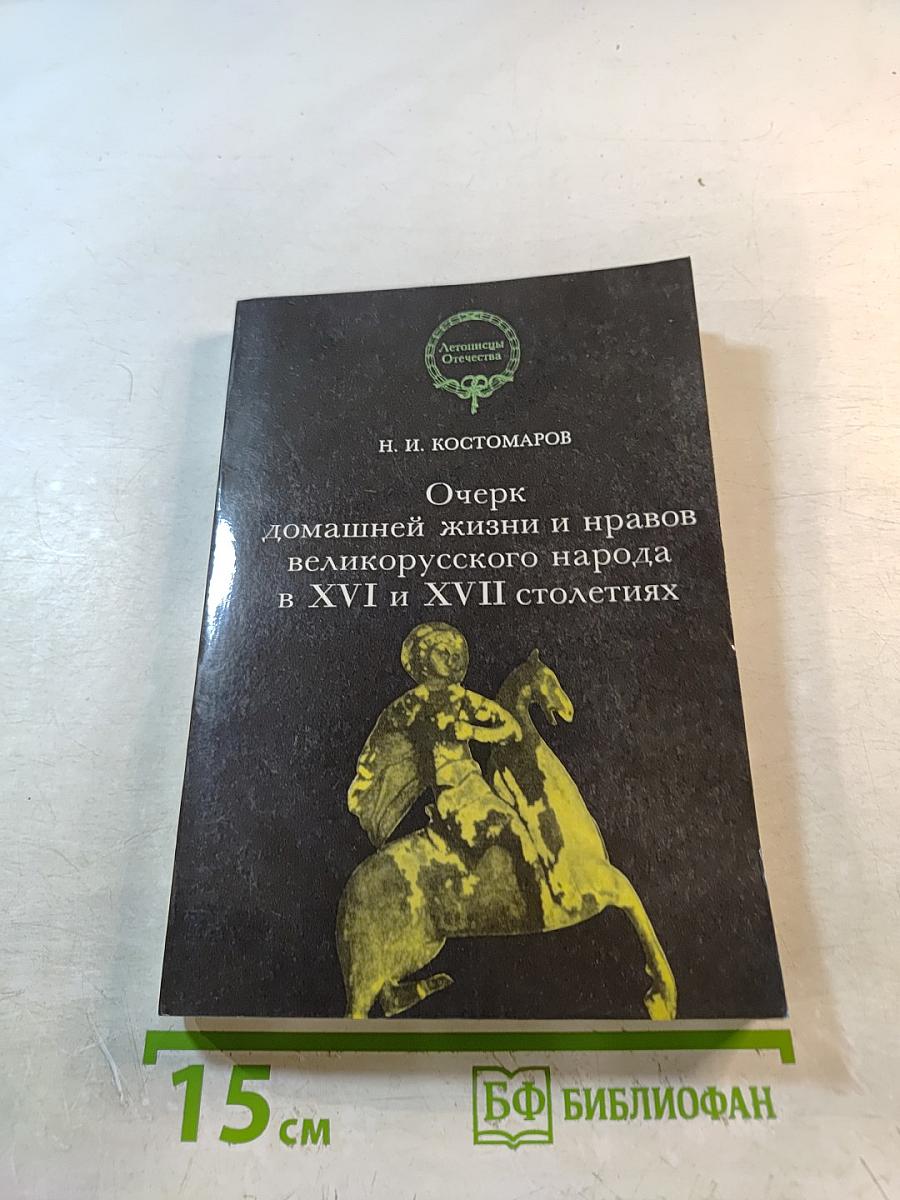 Летописцы
Отечества
Н. И. КОСТОМАРОВ
Очерк
домашней жизни и нравов
великорусского народа
в XVI и XVII столетиях
15 см
БФ БИБЛИОФАН